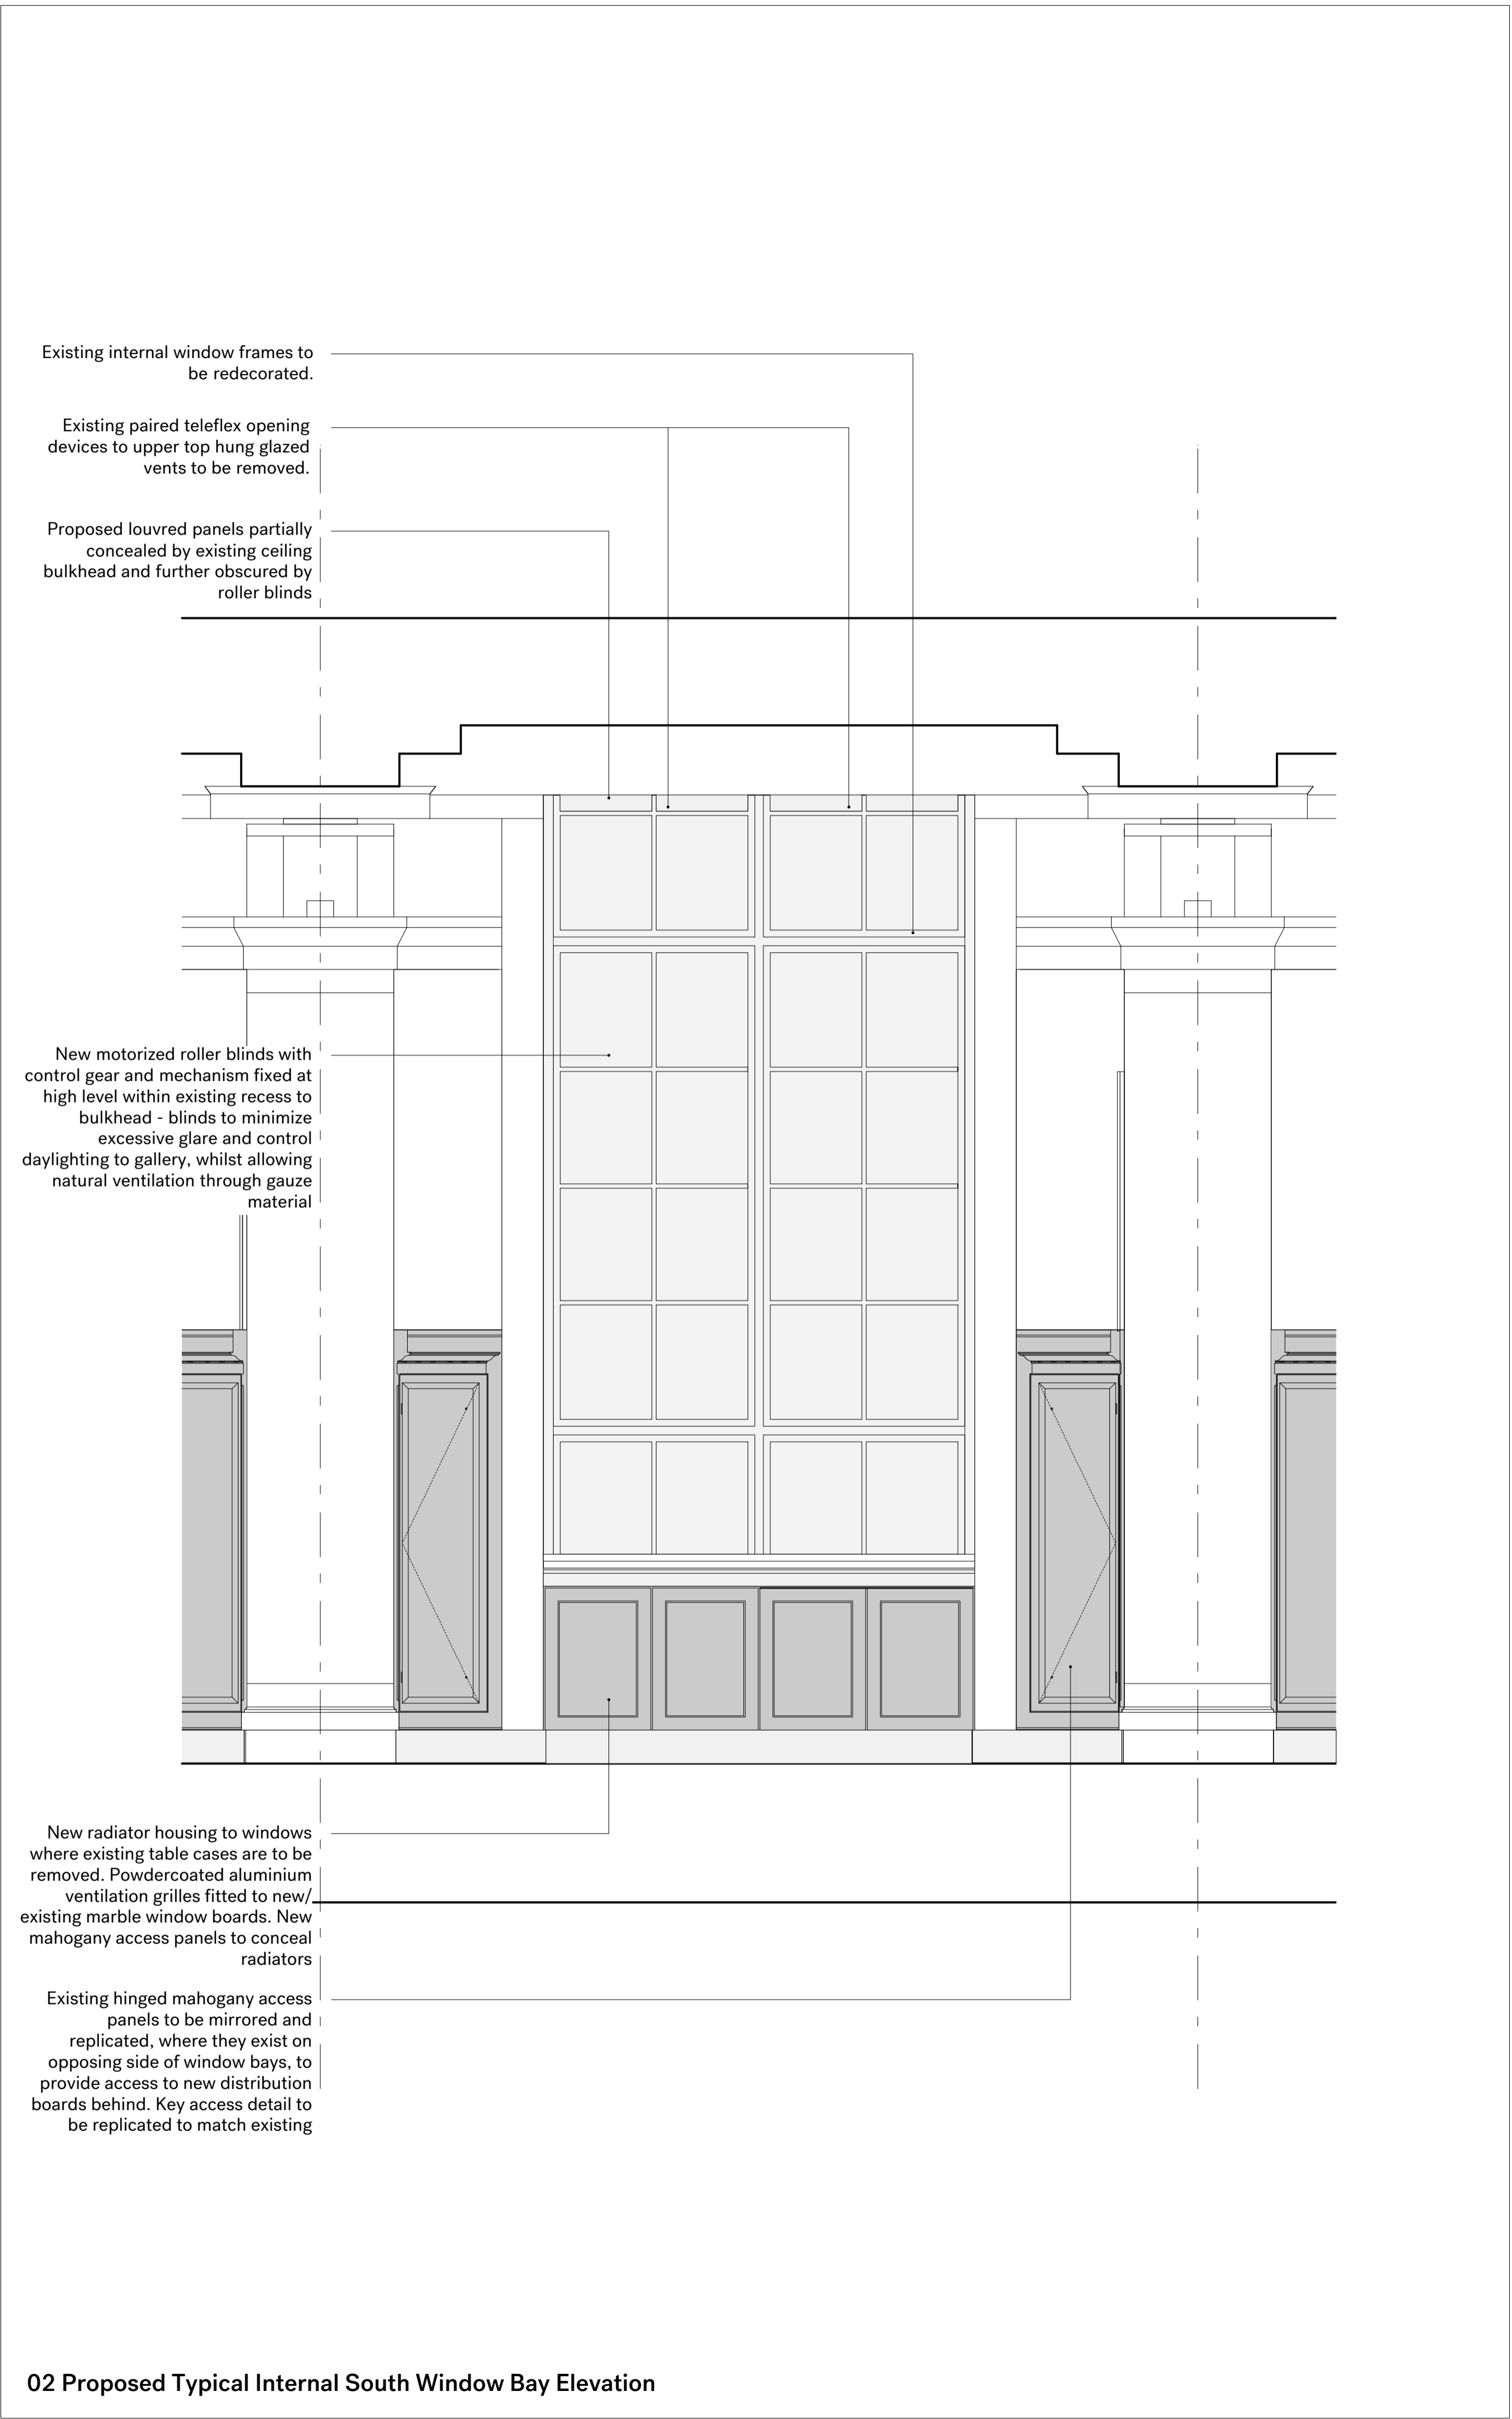 Existing internal window frames to
be redecorated.
Existing paired teleflex opening
devices to upper top hung glazed
vents to be removed.
Proposed louvred panels partially
concealed by existing ceiling
bulkhead and further obscured by
roller blinds
New motorized roller blinds with
control gear and mechanism fixed at
high level within existing recess to
bulkhead - blinds to minimize
excessive glare and control
daylighting to gallery, whilst allowing
natural ventilation through gauze
material
New radiator housing to windows
where existing table cases are to be
removed. Powdercoated aluminium
ventilation grilles fitted to new/
existing marble window boards. New
mahogany access panels to conceal
radiators
Existing hinged mahogany access
panels to be mirrored and
replicated, where they exist on
opposing side of window bays, to
provide access to new distribution
boards behind. Key access detail to
be replicated to match existing
02 Proposed Typical Internal South Window Bay Elevation